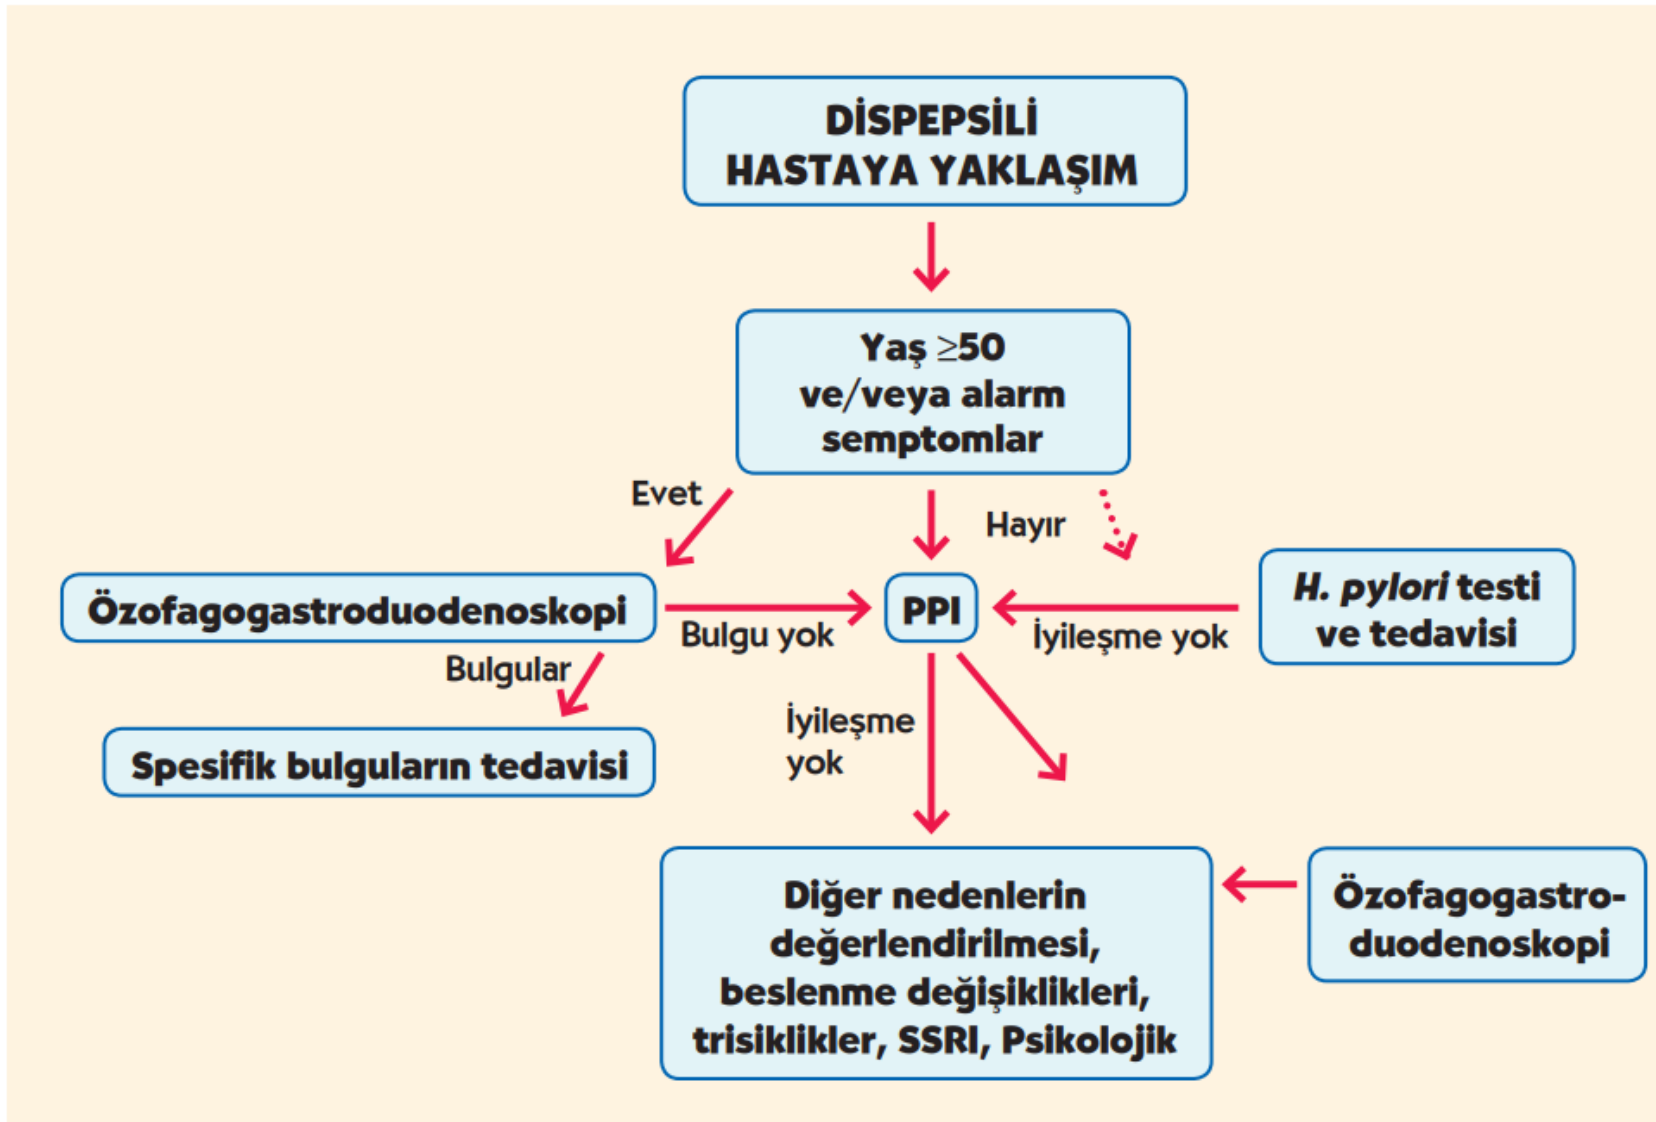 DİSPEPSİLİ
HASTAYA YAKLAŞIM
Yaş ≥50
ve/veya alarm
semptomlar
Evet
Hayır
Özofagogastroduodenoskopi
Bulgu yok
PPI
İyileşme yok
H. pylori testi
ve tedavisi
Bulgular
Spesifik bulguların tedavisi
İyileşme
yok
Diğer nedenlerin
değerlendirilmesi,
beslenme değişiklikleri,
trisiklikler, SSRI, Psikolojik
Özofagogastro-
duodenoskopi